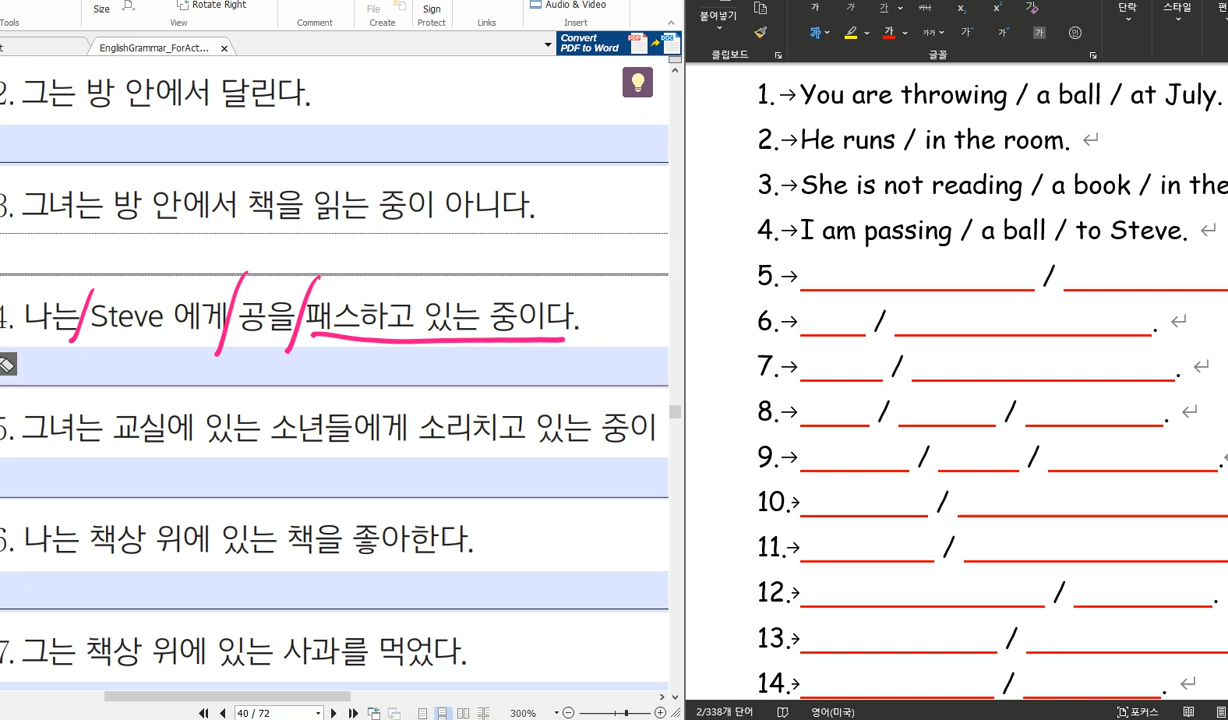 Size
Rotate Right
File
Sign
Audio & Video
Tools
View
Comment
Create
Protect
Links
Insert
EnglishGrammar_ForAct...
Convert
PDF to Word
2. 그는 방 안에서 달린다.
3. 그녀는 방 안에서 책을 읽는 중이 아니다.
4. 나는 / Steve 에게 / 공을 / 패스하고 있는 중이다.
5. 그녀는 교실에 있는 소년들에게 소리치고 있는 중이
6. 나는 책상 위에 있는 책을 좋아한다.
7. 그는 책상 위에 있는 사과를 먹었다.
40 / 72
300%
붙여넣기
단락
스타일
편
클립보드
글꼴
1.→You are throwing / a ball / at July.
2.→He runs / in the room.
3.→She is not reading / a book / in the
4.→I am passing / a ball / to Steve.
5.→ /
6.→ / .
7.→ / .
8.→ / / .
9.→ / / .
10.→ /
11.→ /
12.→ / .
13.→ /
14.→ / .
2/338개 단어
영어(미국)
포커스